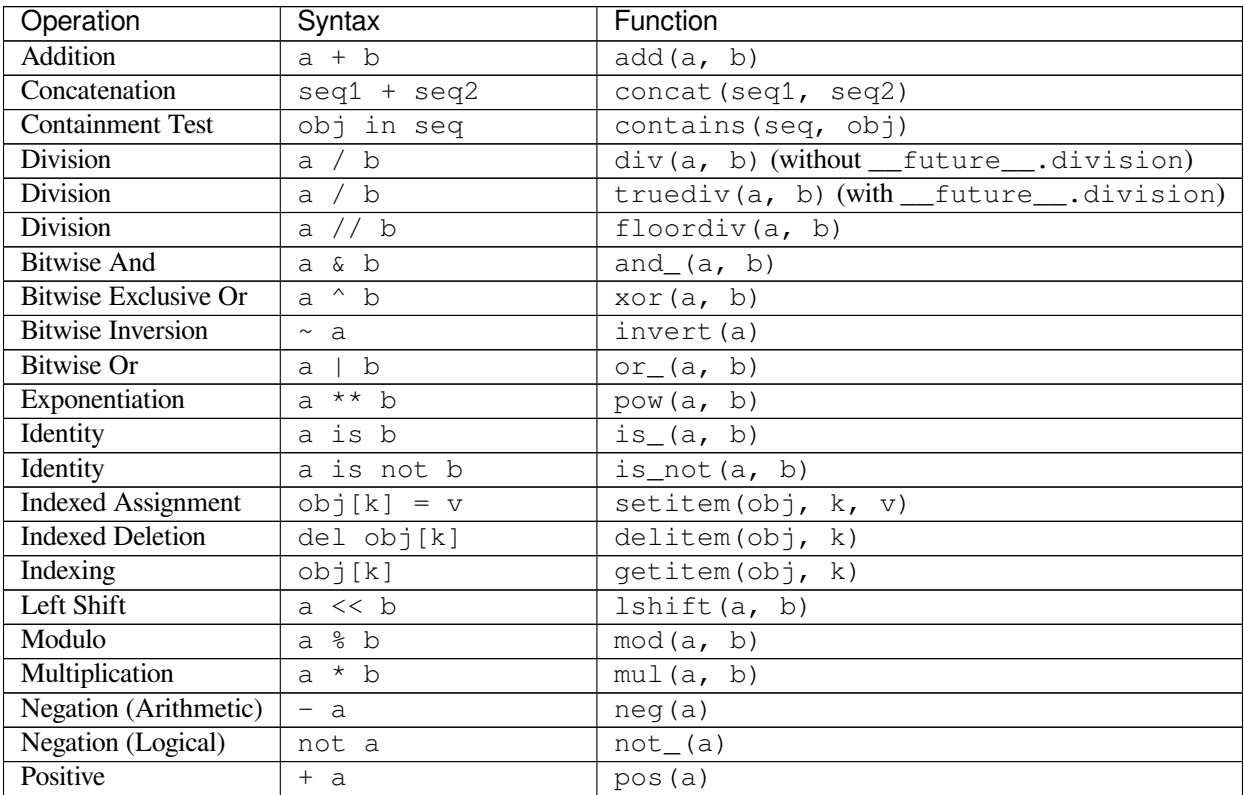 Operation Syntax Function
Addition a + b add(a, b)
Concatenation seq1 + seq2 concat(seq1, seq2)
Containment Test obj in seq contains(seq, obj)
Division a / b div(a, b) (without __future__.division)
Division a / b truediv(a, b) (with __future__.division)
Division a // b floordiv(a, b)
Bitwise And a & b and_(a, b)
Bitwise Exclusive Or a ^ b xor(a, b)
Bitwise Inversion ~ a invert(a)
Bitwise Or a | b or_(a, b)
Exponentiation a ** b pow(a, b)
Identity a is b is_(a, b)
Identity a is not b is_not(a, b)
Indexed Assignment obj[k] = v setitem(obj, k, v)
Indexed Deletion del obj[k] delitem(obj, k)
Indexing obj[k] getitem(obj, k)
Left Shift a << b lshift(a, b)
Modulo a % b mod(a, b)
Multiplication a * b mul(a, b)
Negation (Arithmetic) - a neg(a)
Negation (Logical) not a not_(a)
Positive + a pos(a)